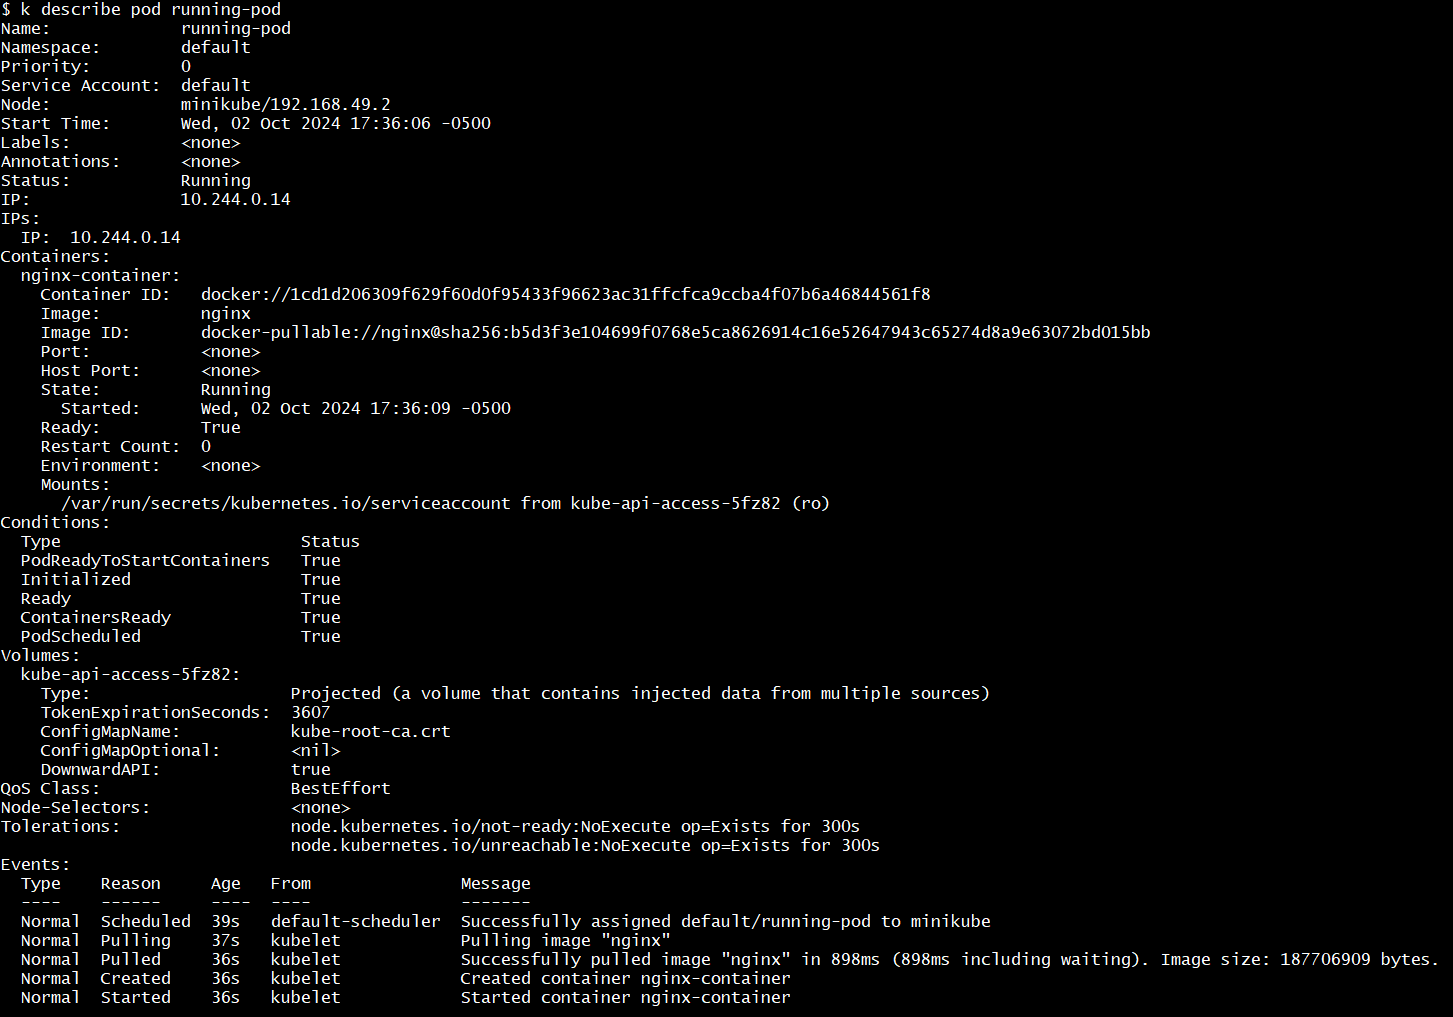 $ k describe pod running-pod
Name:             running-pod
Namespace:        default
Priority:         0
Service Account:  default
Node:             minikube/192.168.49.2
Start Time:       Wed, 02 Oct 2024 17:36:06 -0500
Labels:           <none>
Annotations:      <none>
Status:           Running
IP:               10.244.0.14
IPs:
  IP:  10.244.0.14
Containers:
  nginx-container:
    Container ID:   docker://1cd1d206309f629f60d0f95433f96623ac31ffcfca9ccba4f07b6a46844561f8
    Image:          nginx
    Image ID:       docker-pullable://nginx@sha256:b5d3f3e104699f0768e5ca8626914c16e52647943c65274d8a9e63072bd015bb
    Port:           <none>
    Host Port:      <none>
    State:          Running
      Started:      Wed, 02 Oct 2024 17:36:09 -0500
    Ready:          True
    Restart Count:  0
    Environment:    <none>
    Mounts:
      /var/run/secrets/kubernetes.io/serviceaccount from kube-api-access-5fz82 (ro)
Conditions:
  Type                        Status
  PodReadyToStartContainers   True
  Initialized                 True
  Ready                       True
  ContainersReady             True
  PodScheduled                True
Volumes:
  kube-api-access-5fz82:
    Type:                    Projected (a volume that contains injected data from multiple sources)
    TokenExpirationSeconds:  3607
    ConfigMapName:           kube-root-ca.crt
    ConfigMapOptional:       <nil>
    DownwardAPI:             true
QoS Class:                   BestEffort
Node-Selectors:              <none>
Tolerations:                 node.kubernetes.io/not-ready:NoExecute op=Exists for 300s
                             node.kubernetes.io/unreachable:NoExecute op=Exists for 300s
Events:
  Type    Reason     Age   From               Message
  ----    ------     ----  ----               -------
  Normal  Scheduled  39s   default-scheduler  Successfully assigned default/running-pod to minikube
  Normal  Pulling    37s   kubelet            Pulling image "nginx"
  Normal  Pulled     36s   kubelet            Successfully pulled image "nginx" in 898ms (898ms including waiting). Image size: 187706909 bytes.
  Normal  Created    36s   kubelet            Created container nginx-container
  Normal  Started    36s   kubelet            Started container nginx-container